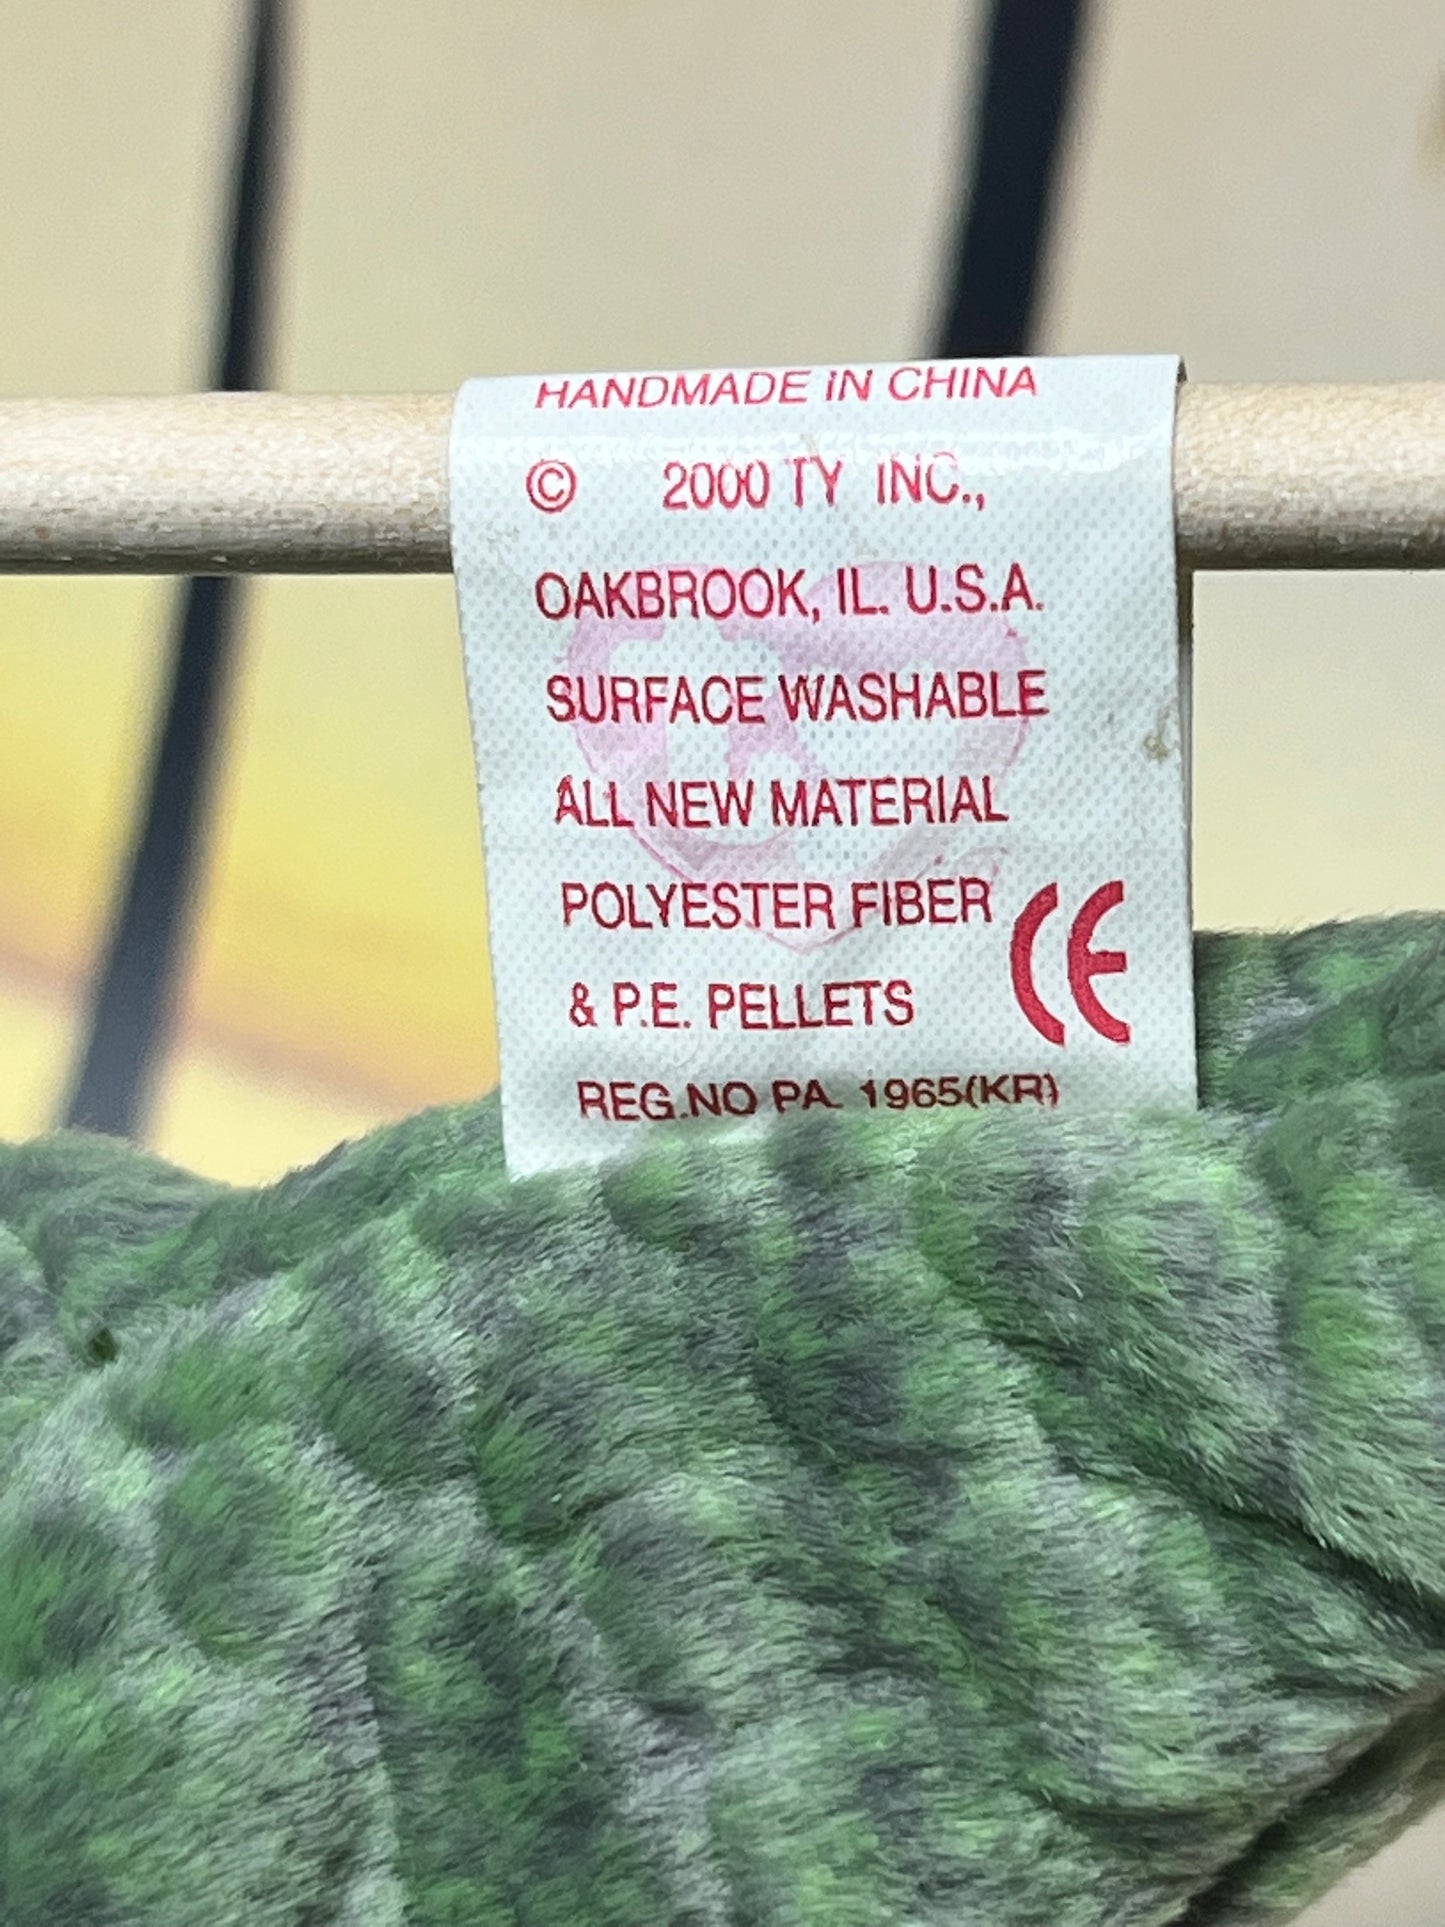 HANDMADE IN CHINA
© 2000 TY INC.,
OAKBROOK, IL. U.S.A.
SURFACE WASHABLE
ALL NEW MATERIAL
POLYESTER FIBER
& P.E. PELLETS
CE
REG.NO PA. 1965(KR)